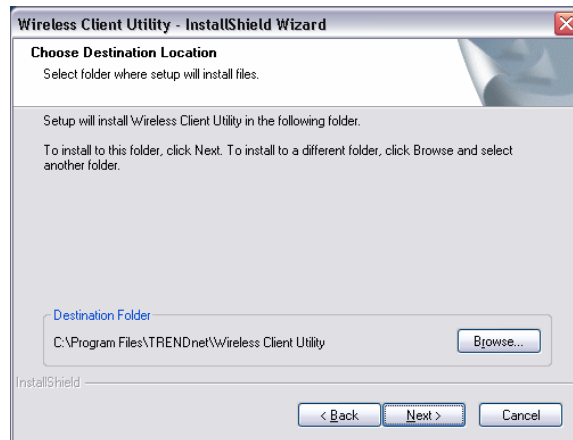 Wireless Client Utility - InstallShield Wizard
Choose Destination Location
Select folder where setup will install files.
Setup will install Wireless Client Utility in the following folder.
To install to this folder, click Next. To install to a different folder, click Browse and select
another folder.
Destination Folder
C:\Program Files\TRENDnet\Wireless Client Utility
Browse...
InstallShield
< Back
Next >
Cancel